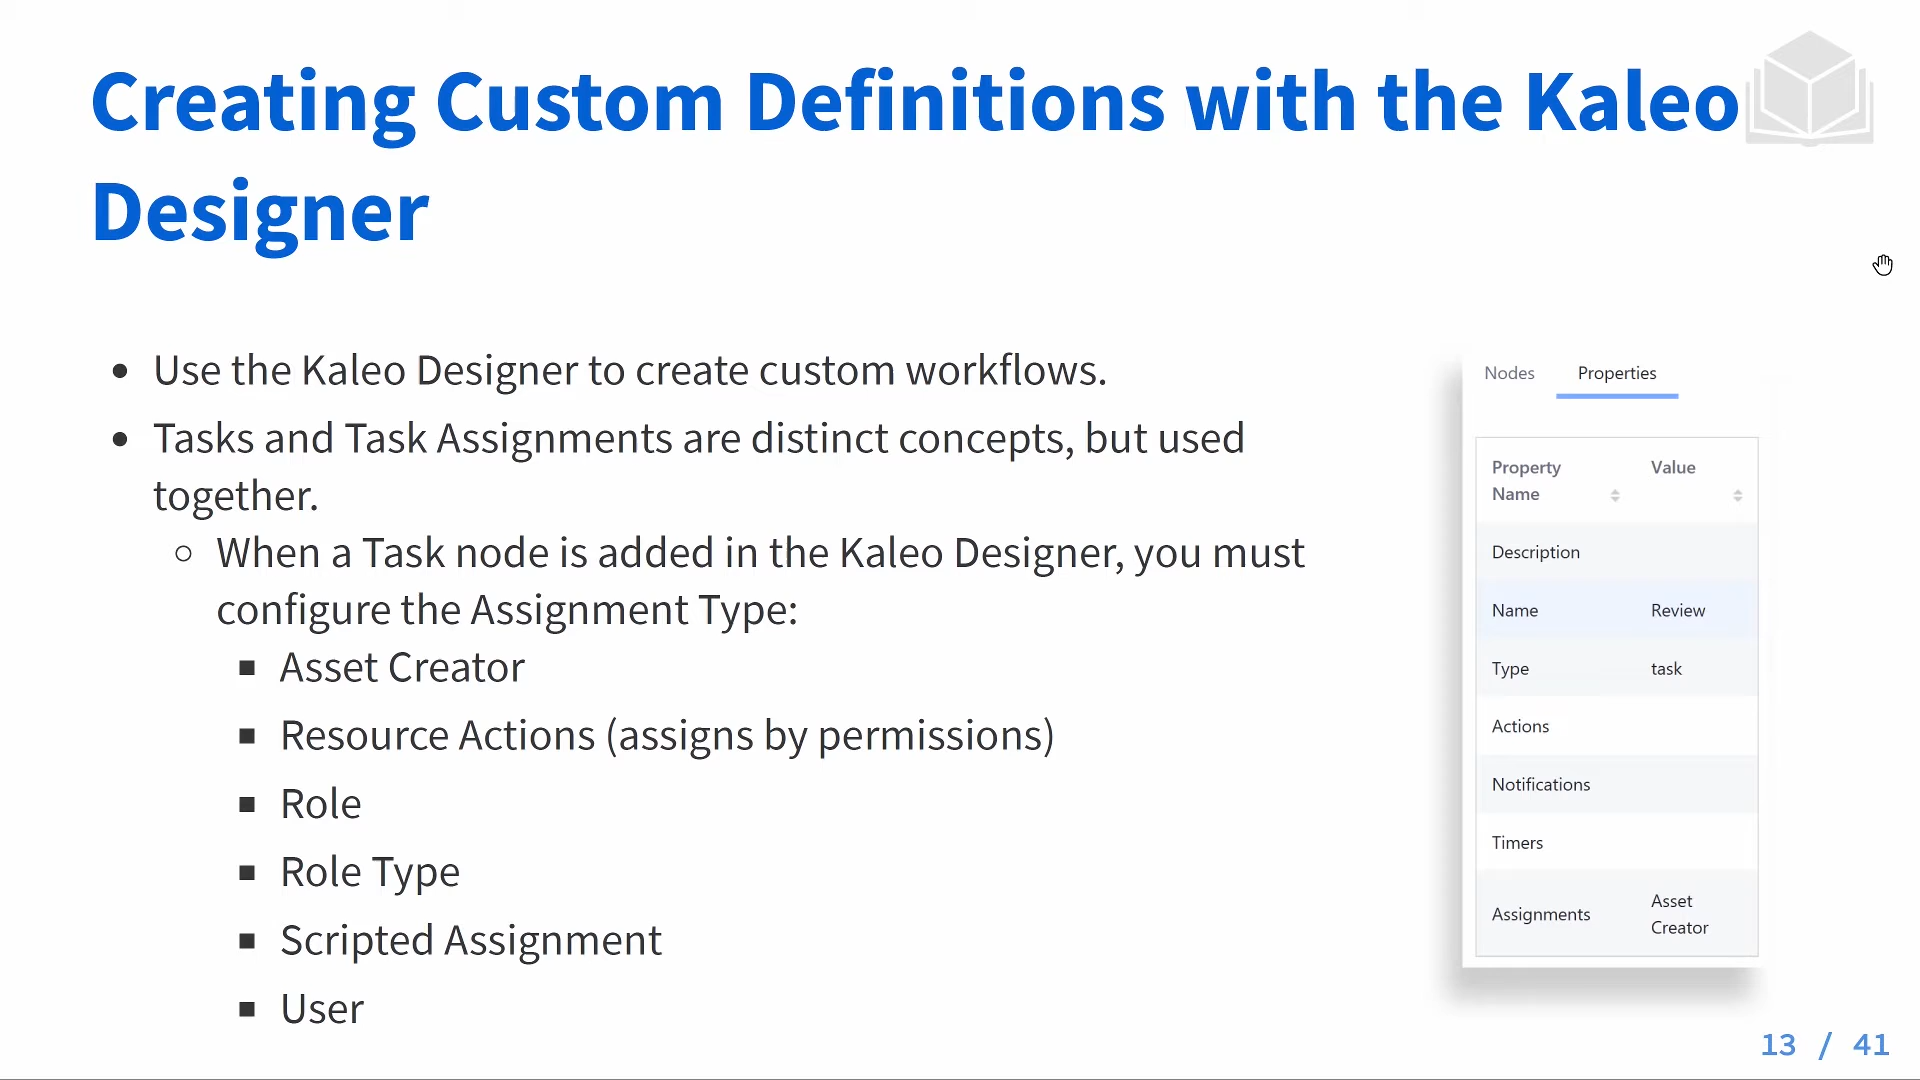 Creating Custom Definitions with the Kaleo
Designer
• Use the Kaleo Designer to create custom workflows.
• Tasks and Task Assignments are distinct concepts, but used
together.
○ When a Task node is added in the Kaleo Designer, you must
configure the Assignment Type:
▪ Asset Creator
▪ Resource Actions (assigns by permissions)
▪ Role
▪ Role Type
▪ Scripted Assignment
▪ User
Nodes Properties
Property Name Value
Description
Name Review
Type task
Actions
Notifications
Timers
Assignments Asset Creator
13 / 41